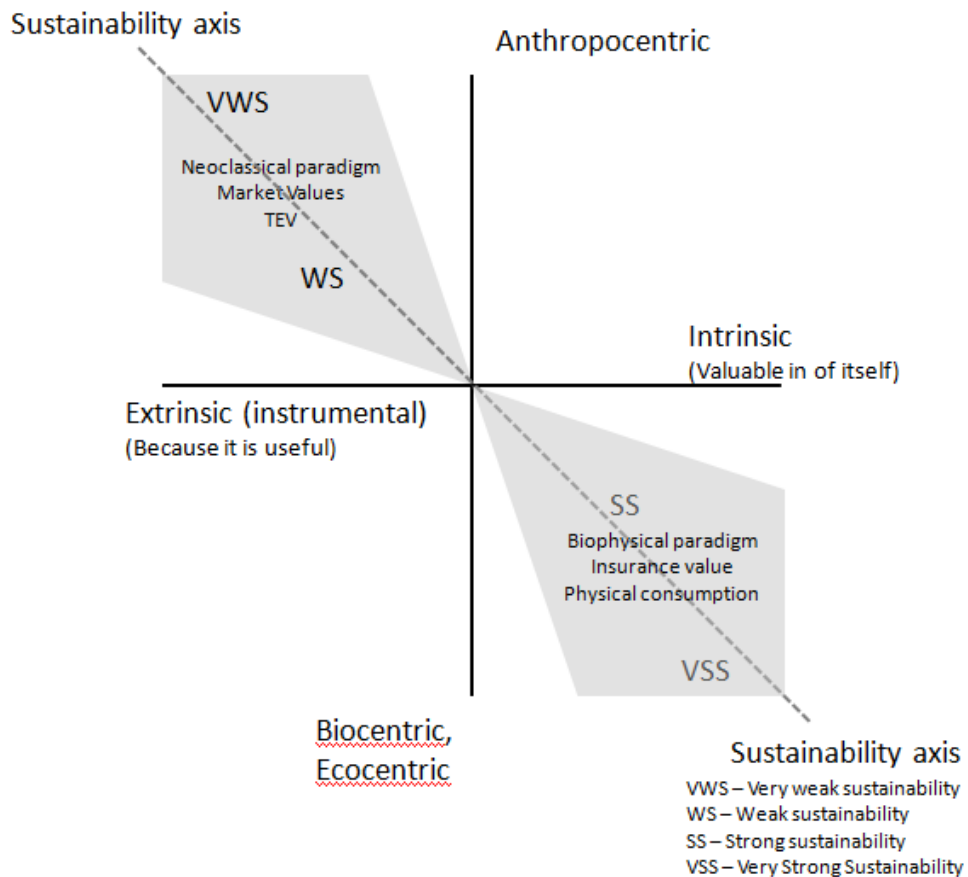 Sustainability axis
Anthropocentric
VWS
Neoclassical paradigm
Market Values
TEV
WS
Intrinsic
(Valuable in of itself)
Extrinsic (instrumental)
(Because it is useful)
SS
Biophysical paradigm
Insurance value
Physical consumption
VSS
Biocentric,
Ecocentric
Sustainability axis
VWS – Very weak sustainability
WS – Weak sustainability
SS – Strong sustainability
VSS – Very Strong Sustainability